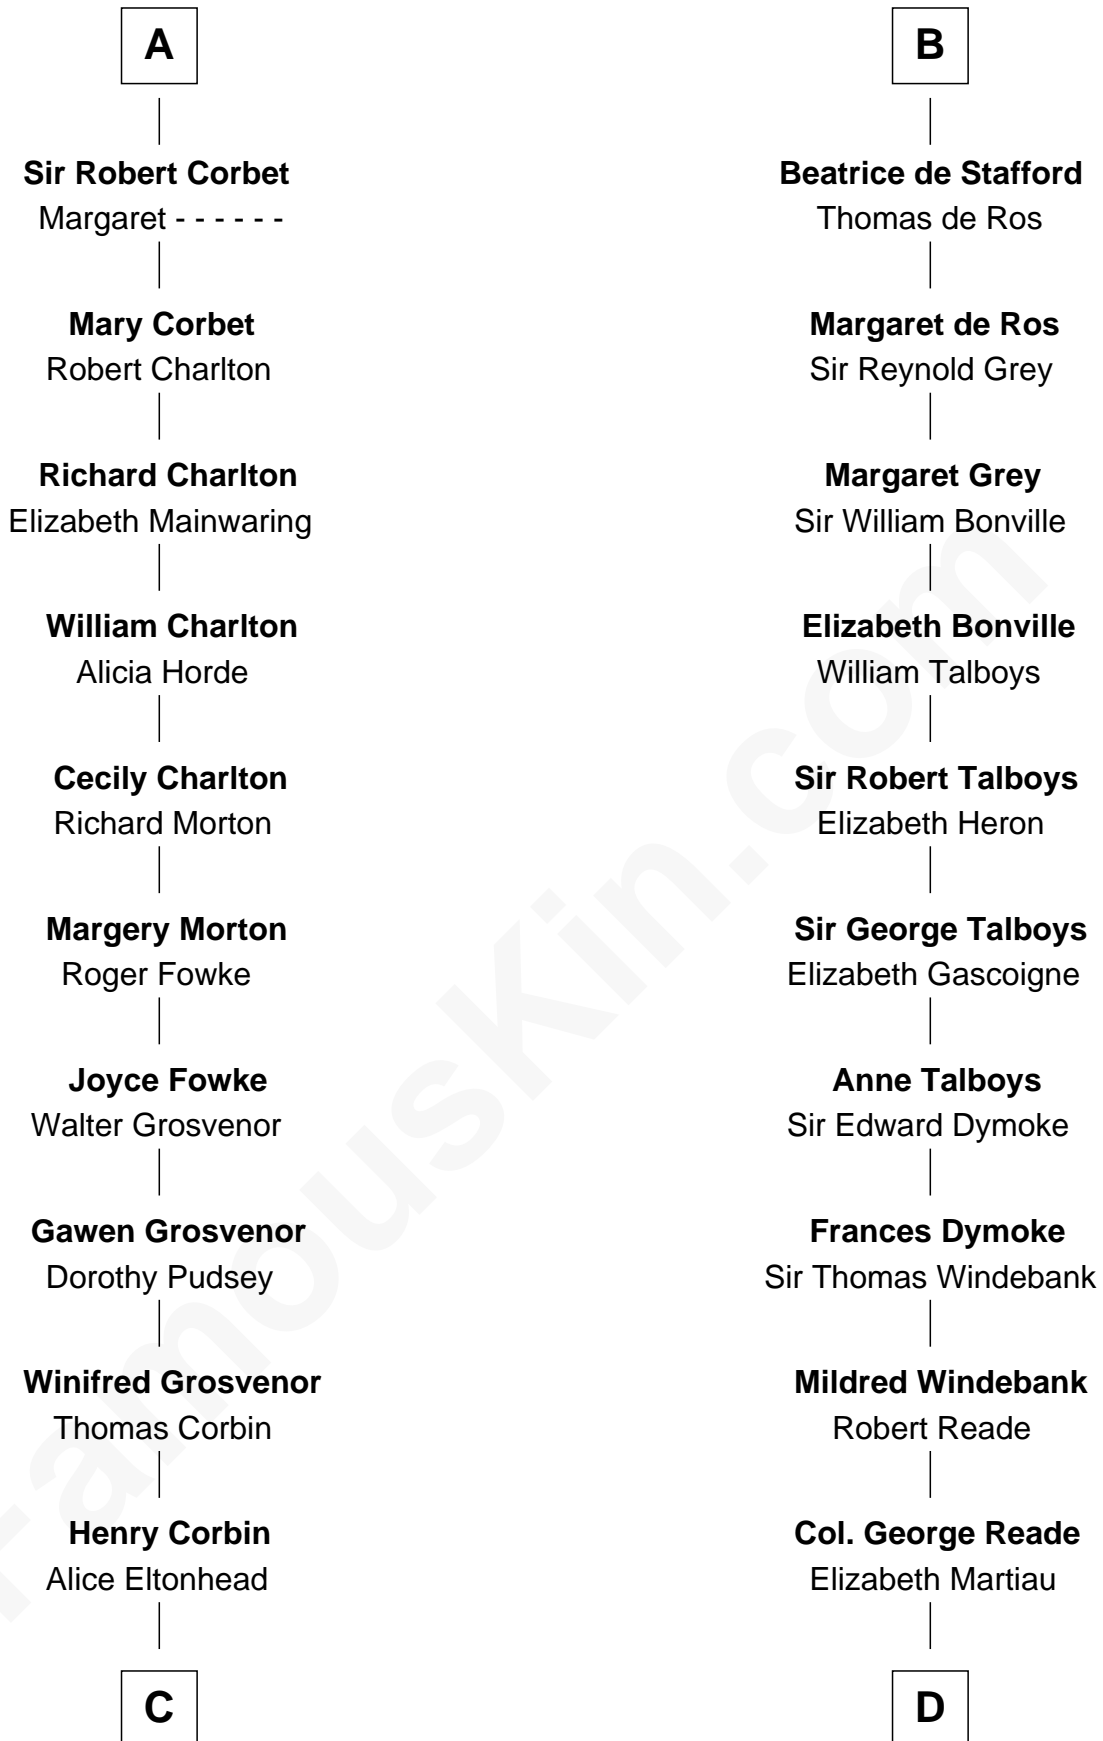 A
Sir Robert Corbet
Margaret - - - - - -
Mary Corbet
Robert Charlton
Richard Charlton
Elizabeth Mainwaring
William Charlton
Alicia Horde
Cecily Charlton
Richard Morton
Margery Morton
Roger Fowke
Joyce Fowke
Walter Grosvenor
Gawen Grosvenor
Dorothy Pudsey
Winifred Grosvenor
Thomas Corbin
Henry Corbin
Alice Eltonhead
C
B
Beatrice de Stafford
Thomas de Ros
Margaret de Ros
Sir Reynold Grey
Margaret Grey
Sir William Bonville
Elizabeth Bonville
William Talboys
Sir Robert Talboys
Elizabeth Heron
Sir George Talboys
Elizabeth Gascoigne
Anne Talboys
Sir Edward Dymoke
Frances Dymoke
Sir Thomas Windebank
Mildred Windebank
Robert Reade
Col. George Reade
Elizabeth Martiau
D
FamousKin.com